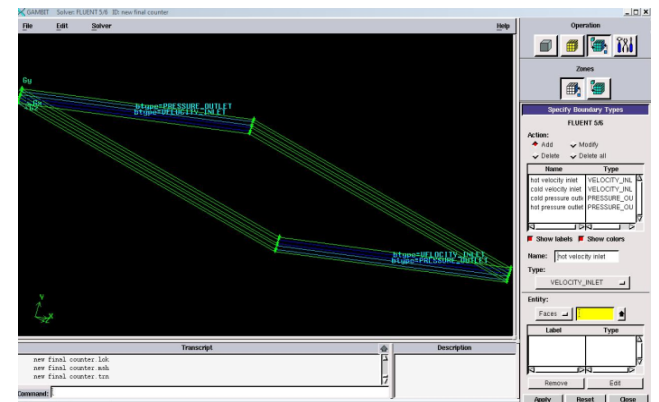 GAMBIT Solver: FLUENT 5/6 ID: new final counter
File Edit Solver Help
Operation
Zones
Specify Boundary Types
FLUENT 5/6
Action:
Add Modify
Delete Delete all
Name Type
hot velocity inlet VELOCITY_INL
cold velocity inlet VELOCITY_INL
cold pressure outle PRESSURE_OU
hot pressure outlet PRESSURE_OU
Show labels Show colors
Name: hot velocity inlet
Type:
VELOCITY_INLET
Entity:
Faces
Label Type
Remove Edit
Apply Reset Close
Gy
Gx
btype=PRESSURE_OUTLET
btype=VELOCITY_INLET
btype=VELOCITY_INLET
btype=PRESSURE_OUTLET
Y
X
Transcript
new final counter.lok
new final counter.msh
new final counter.trn
Description
Command: